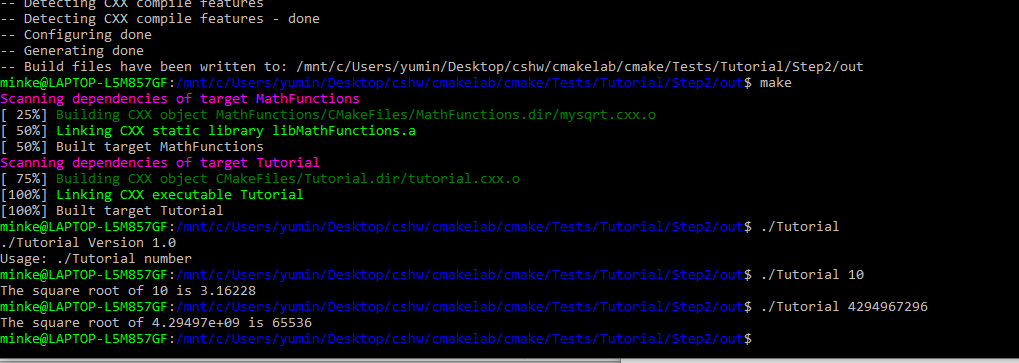 -- Detecting CXX compile features
-- Detecting CXX compile features - done
-- Configuring done
-- Generating done
-- Build files have been written to: /mnt/c/Users/yumin/Desktop/cshw/cmakelab/cmake/Tests/Tutorial/Step2/out
minke@LAPTOP-L5M857GF:/mnt/c/Users/yumin/Desktop/cshw/cmakelab/cmake/Tests/Tutorial/Step2/out$ make
Scanning dependencies of target MathFunctions
[ 25%] Building CXX object MathFunctions/CMakeFiles/MathFunctions.dir/mysqrt.cxx.o
[ 50%] Linking CXX static library libMathFunctions.a
[ 50%] Built target MathFunctions
Scanning dependencies of target Tutorial
[ 75%] Building CXX object CMakeFiles/Tutorial.dir/tutorial.cxx.o
[100%] Linking CXX executable Tutorial
[100%] Built target Tutorial
minke@LAPTOP-L5M857GF:/mnt/c/Users/yumin/Desktop/cshw/cmakelab/cmake/Tests/Tutorial/Step2/out$ ./Tutorial
./Tutorial Version 1.0
Usage: ./Tutorial number
minke@LAPTOP-L5M857GF:/mnt/c/Users/yumin/Desktop/cshw/cmakelab/cmake/Tests/Tutorial/Step2/out$ ./Tutorial 10
The square root of 10 is 3.16228
minke@LAPTOP-L5M857GF:/mnt/c/Users/yumin/Desktop/cshw/cmakelab/cmake/Tests/Tutorial/Step2/out$ ./Tutorial 4294967296
The square root of 4.29497e+09 is 65536
minke@LAPTOP-L5M857GF:/mnt/c/Users/yumin/Desktop/cshw/cmakelab/cmake/Tests/Tutorial/Step2/out$